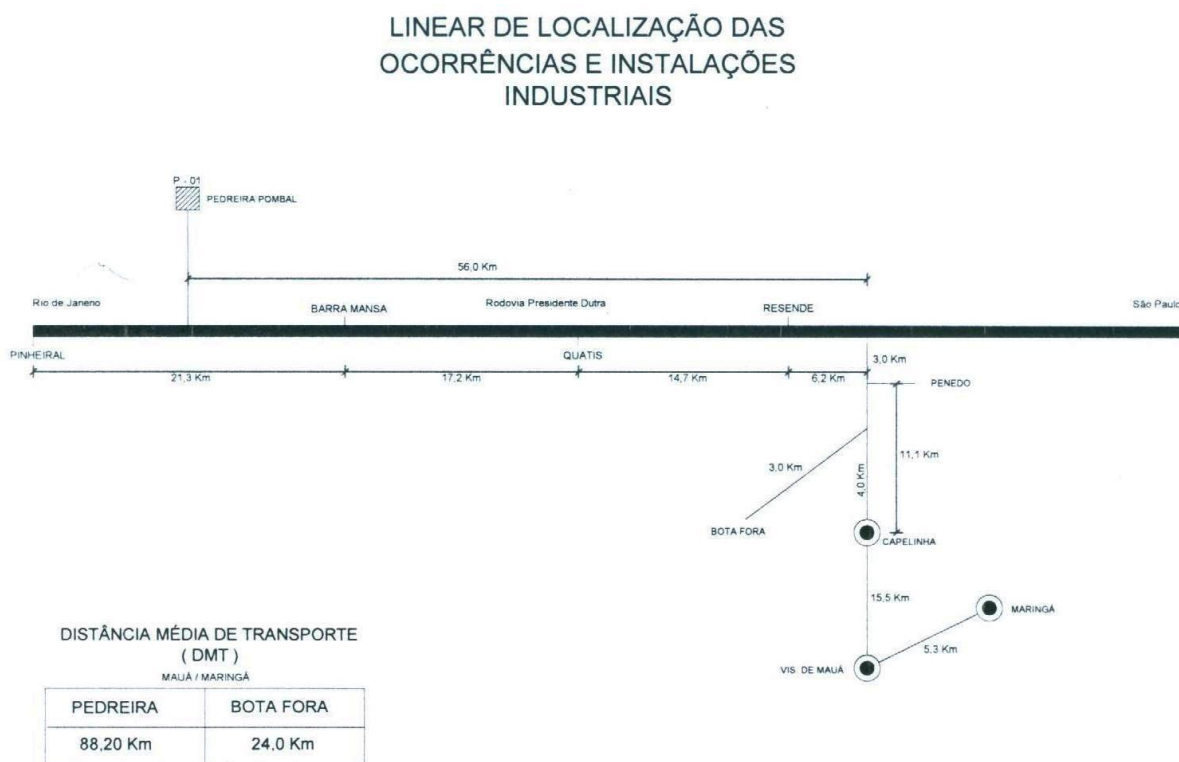 LINEAR DE LOCALIZAÇÃO DAS
OCORRÊNCIAS E INSTALAÇÕES
INDUSTRIAIS
P - 01
PEDREIRA POMBAL
56,0 Km
Rio de Janeiro
BARRA MANSA
Rodovia Presidente Dutra
RESENDE
São Paulo
PINHEIRAL
QUATIS
3,0 Km
21,3 Km
17,2 Km
14,7 Km
6,2 Km
PENEDO
11,1 Km
3,0 Km
4,0 Km
BOTA FORA
CAPELINHA
15,5 Km
MARINGÁ
5,3 Km
VIS. DE MAUÁ
DISTÂNCIA MÉDIA DE TRANSPORTE
( DMT )
MAUÁ / MARINGÁ
PEDREIRA BOTA FORA
88,20 Km 24,0 Km